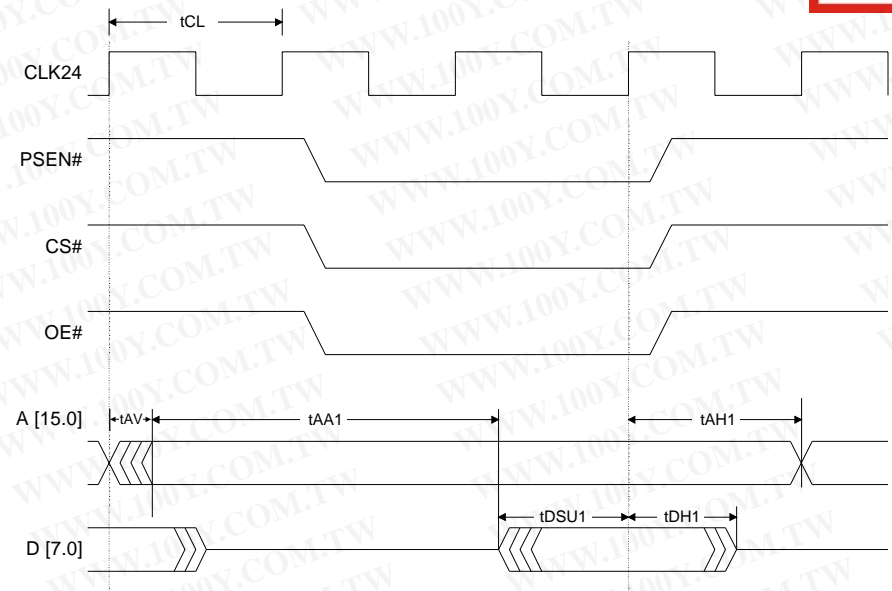 tCL
CLK24
PSEN#
CS#
OE#
A [15.0]
tAV
tAA1
tAH1
tDSU1
tDH1
D [7.0]
WWW.100Y.COM.TW